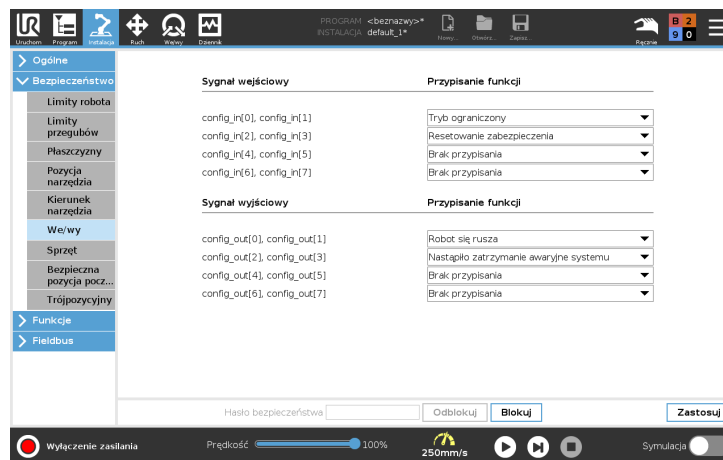 UR
PROGRAM <beznazwy>*
INSTALACJA default_1*
B 2
9 0
Uruchom Program Instalacja Ruch We/wy Dziennik Nowy... Otwórz... Zapisz... Ręcznie
Ogólne
Bezpieczeństwo
Limity robota
Limity
przegubów
Płaszczyzny
Pozycja
narzędzia
Kierunek
narzędzia
We/wy
Sprzęt
Bezpieczna
pozycja pocz...
Trójpozycyjny
Funkcje
Fieldbus
Sygnał wejściowy Przypisanie funkcji
config_in[0], config_in[1] Tryb ograniczony
config_in[2], config_in[3] Resetowanie zabezpieczenia
config_in[4], config_in[5] Brak przypisania
config_in[6], config_in[7] Brak przypisania
Sygnał wyjściowy Przypisanie funkcji
config_out[0], config_out[1] Robot się rusza
config_out[2], config_out[3] Nastąpiło zatrzymanie awaryjne systemu
config_out[4], config_out[5] Brak przypisania
config_out[6], config_out[7] Brak przypisania
Hasło bezpieczeństwa Odblokuj Blokuj Zastosuj
Wyłączenie zasilania Prędkość 100% 250mm/s Symulacja